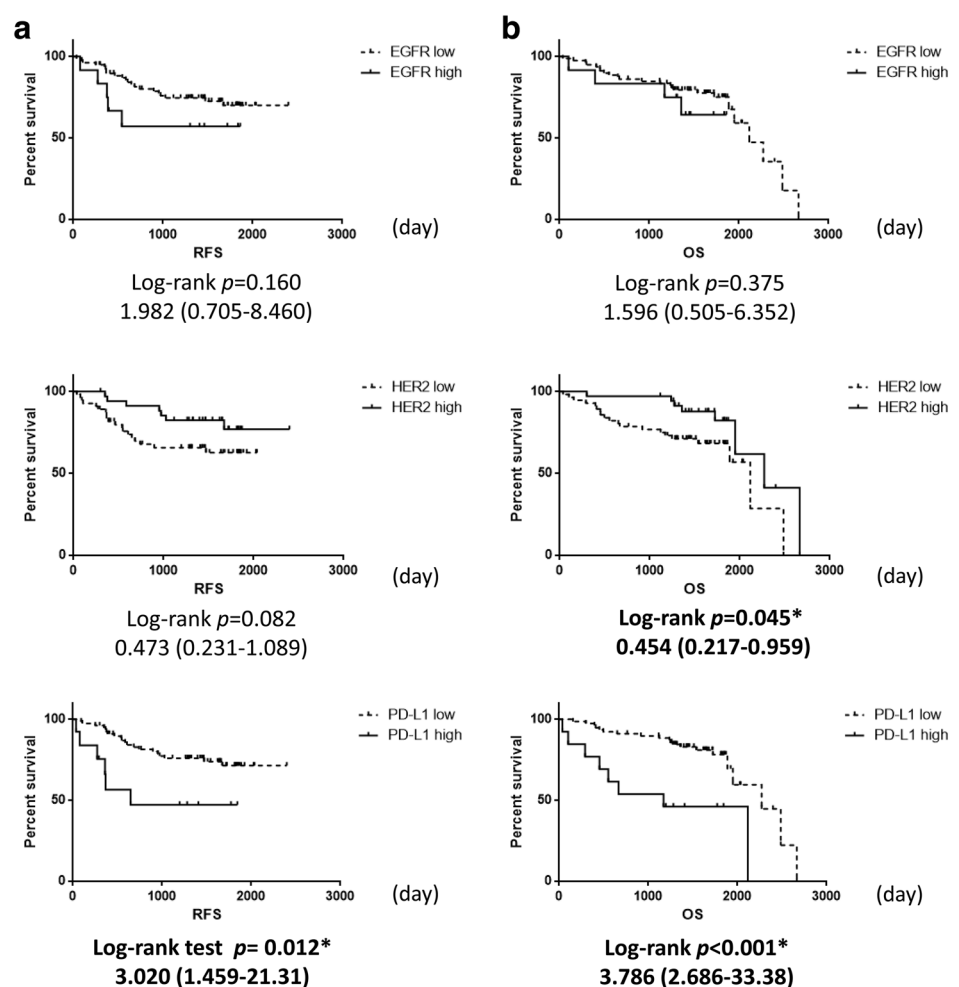 a
100
50
0
Percent survival
0 1000 2000 3000
RFS
(day)
EGFR low
EGFR high
Log-rank p=0.160
1.982 (0.705-8.460)
b
100
50
0
Percent survival
0 1000 2000 3000
OS
(day)
EGFR low
EGFR high
Log-rank p=0.375
1.596 (0.505-6.352)
100
50
0
Percent survival
0 1000 2000 3000
RFS
(day)
HER2 low
HER2 high
Log-rank p=0.082
0.473 (0.231-1.089)
100
50
0
Percent survival
0 1000 2000 3000
OS
(day)
HER2 low
HER2 high
Log-rank p=0.045*
0.454 (0.217-0.959)
100
50
0
Percent survival
0 1000 2000 3000
RFS
(day)
PD-L1 low
PD-L1 high
Log-rank test p= 0.012*
3.020 (1.459-21.31)
100
50
0
Percent survival
0 1000 2000 3000
OS
(day)
PD-L1 low
PD-L1 high
Log-rank p<0.001*
3.786 (2.686-33.38)